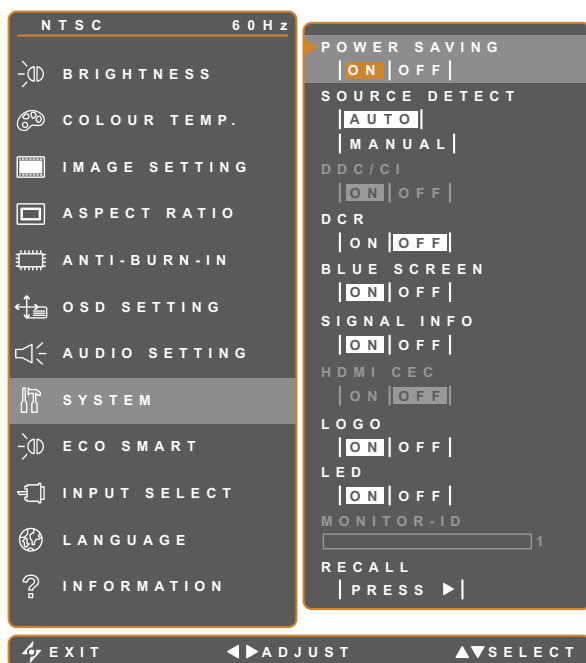 NTSC 60Hz
BRIGHTNESS
COLOUR TEMP.
IMAGE SETTING
ASPECT RATIO
ANTI-BURN-IN
OSD SETTING
AUDIO SETTING
SYSTEM
ECO SMART
INPUT SELECT
LANGUAGE
INFORMATION
POWER SAVING
ON OFF
SOURCE DETECT
AUTO
MANUAL
DDC/CI
ON OFF
DCR
ON OFF
BLUE SCREEN
ON OFF
SIGNAL INFO
ON OFF
HDMI CEC
ON OFF
LOGO
ON OFF
LED
ON OFF
MONITOR-ID
1
RECALL
PRESS ▶
EXIT ◀▶ADJUST ▲▼SELECT